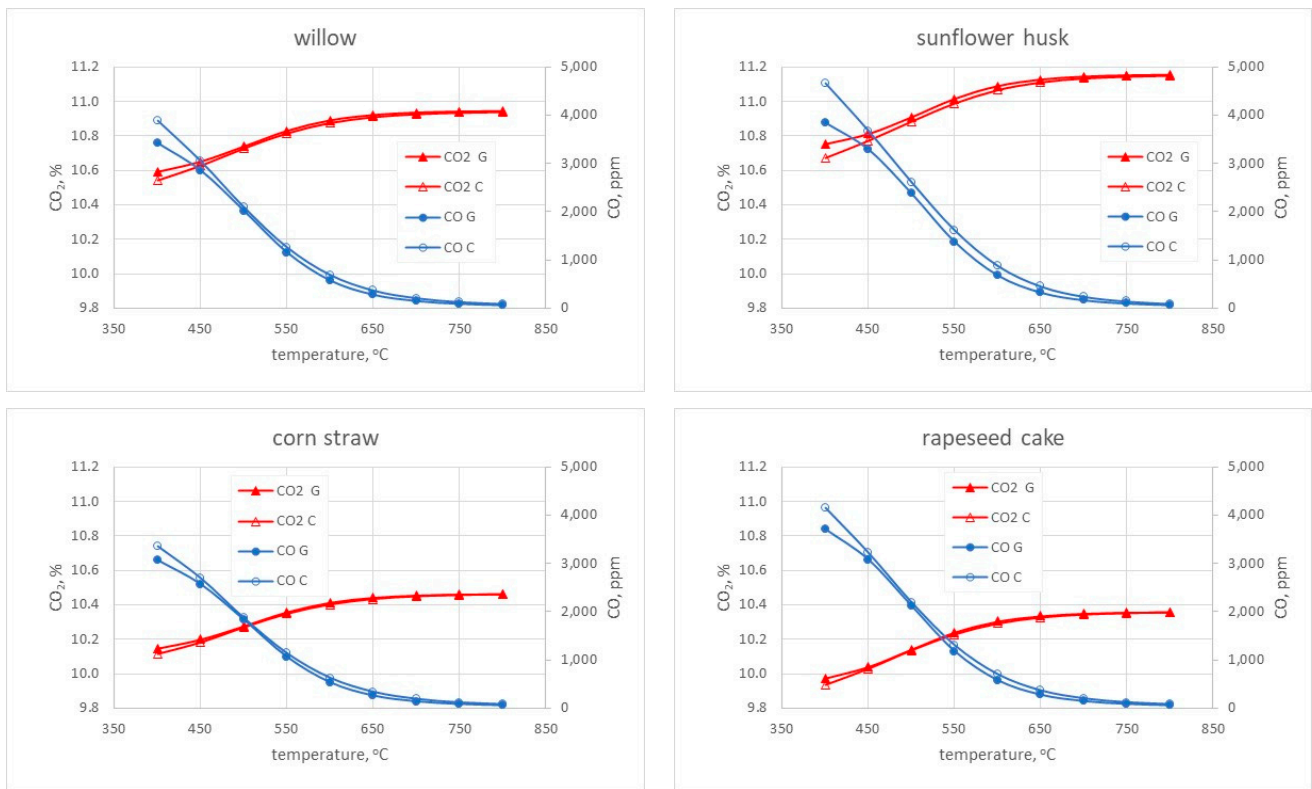 willow
11.2
11.0
10.8
10.6
10.4
10.2
10.0
9.8
CO₂, %
5,000
4,000
3,000
2,000
1,000
0
CO, ppm
CO2 G
CO2 C
CO G
CO C
350 450 550 650 750 850
temperature, °C
sunflower husk
11.2
11.0
10.8
10.6
10.4
10.2
10.0
9.8
CO₂, %
5,000
4,000
3,000
2,000
1,000
0
CO, ppm
CO2 G
CO2 C
CO G
CO C
350 450 550 650 750 850
temperature, °C
corn straw
11.2
11.0
10.8
10.6
10.4
10.2
10.0
9.8
CO₂, %
5,000
4,000
3,000
2,000
1,000
0
CO, ppm
CO2 G
CO2 C
CO G
CO C
350 450 550 650 750 850
temperature, °C
rapeseed cake
11.2
11.0
10.8
10.6
10.4
10.2
10.0
9.8
CO₂, %
5,000
4,000
3,000
2,000
1,000
0
CO, ppm
CO2 G
CO2 C
CO G
CO C
350 450 550 650 750 850
temperature, °C